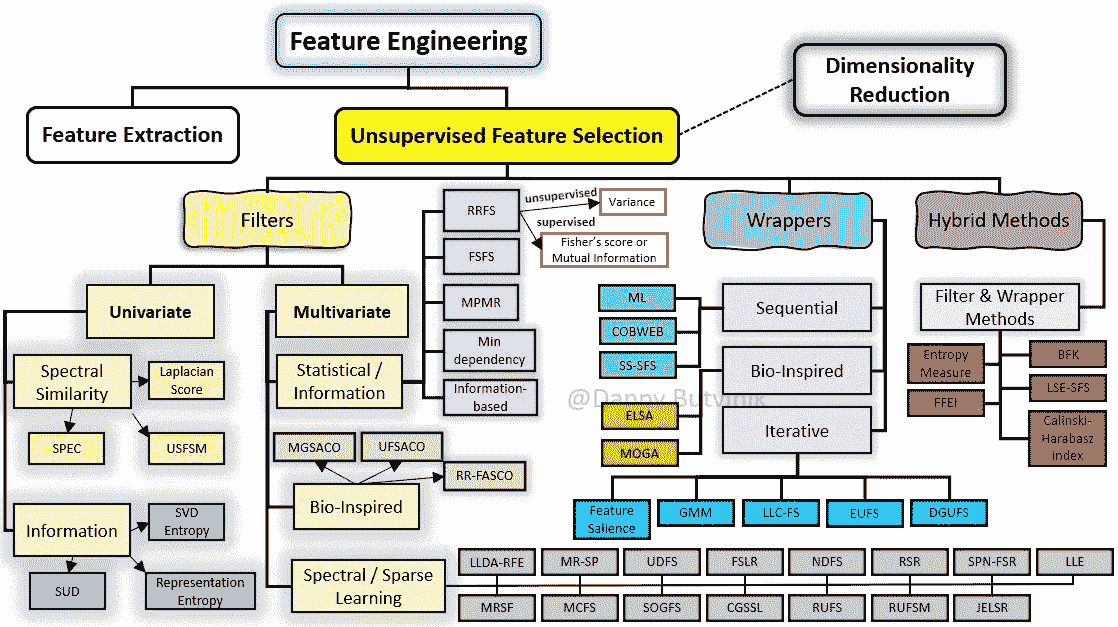 Feature Engineering
Dimensionality
Reduction
Feature Extraction
Unsupervised Feature Selection
Filters
RRFS
unsupervised
Variance
supervised
Fisher's score or
Mutual Information
Wrappers
Hybrid Methods
FSFS
MPMR
Min
dependency
Information-
based
Univariate
Multivariate
Spectral
Similarity
Laplacian
Score
SPEC
USFSM
Statistical /
Information
Information
SVD
Entropy
SUD
Representation
Entropy
MGSACO
UFSACO
RR-FASCO
Bio-Inspired
Spectral / Sparse
Learning
ML
COBWEB
SS-SFS
ELSA
MOGA
Sequential
Bio-Inspired
Iterative
@Danny Butvinik
Filter & Wrapper
Methods
Entropy
Measure
BFK
LSE-SFS
Calinski-
Harabasz
index
Feature
Salience
GMM
LLC-FS
EUFS
DGUFS
LLDA-RFE
MR-SP
UDFS
FSLR
NDFS
RSR
SPN-FSR
LLE
MRSF
MCFS
SOGFS
CGSSL
RUFS
RUFSM
JELSR